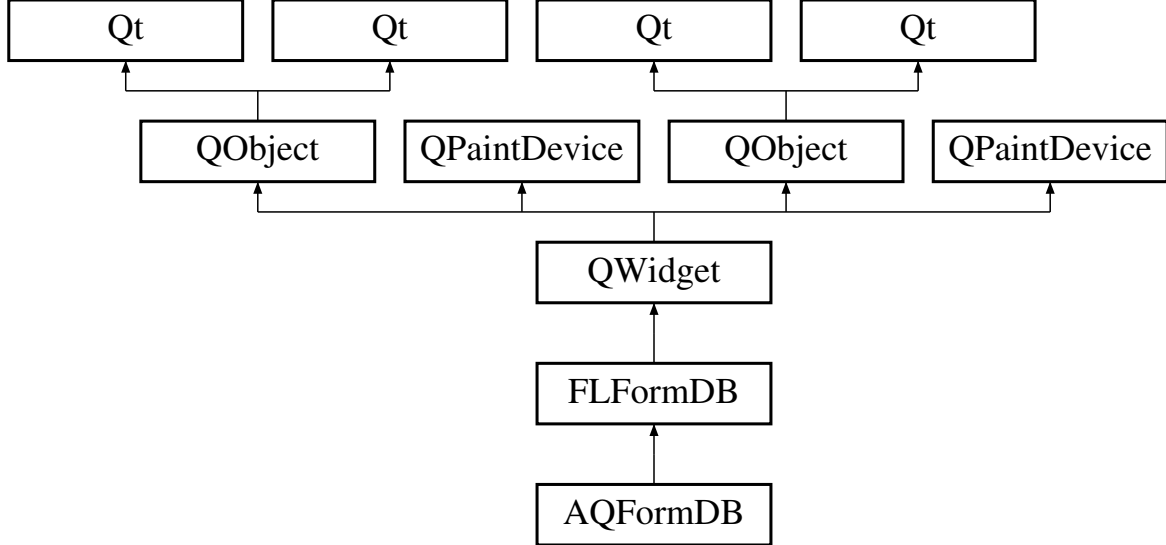 Qt Qt Qt Qt
QObject QPaintDevice QObject QPaintDevice
QWidget
FLFormDB
AQFormDB